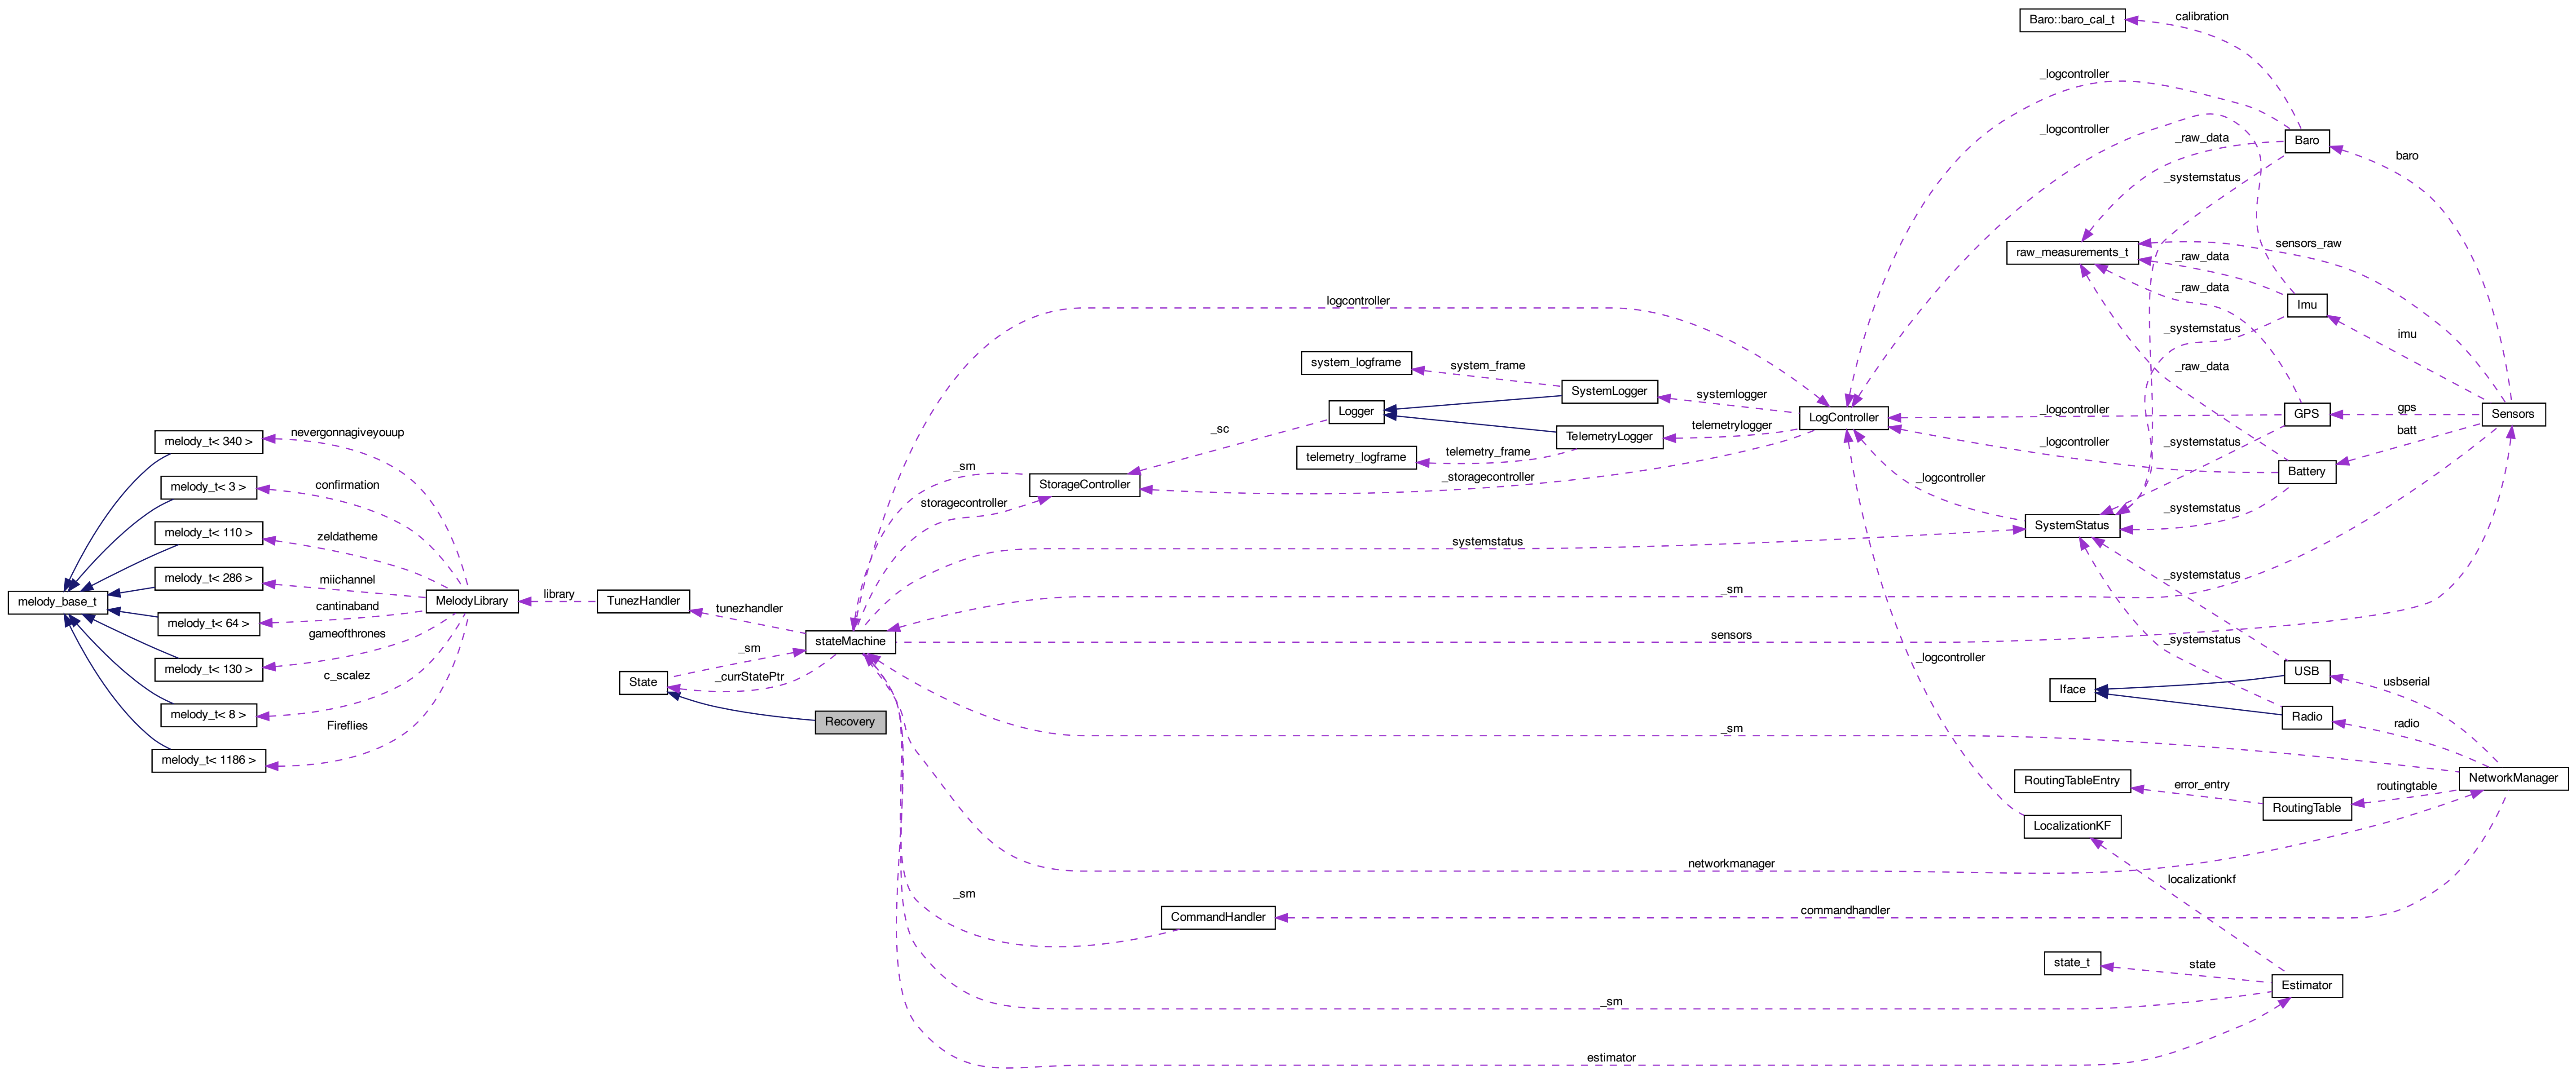 Baro::baro_cal_t
calibration
_logcontroller
_logcontroller
Baro
_raw_data
baro
_systemstatus
raw_measurements_t
sensors_raw
_raw_data
_raw_data
Imu
logcontroller
_systemstatus
imu
system_logframe
system_frame
_raw_data
SystemLogger
systemlogger
Logger
LogController
_logcontroller
GPS
gps
Sensors
_sc
TelemetryLogger
telemetrylogger
batt
melody_t< 340 >
nevergonnagiveyouup
telemetry_logframe
telemetry_frame
_logcontroller
_systemstatus
_sm
StorageController
_storagecontroller
_logcontroller
Battery
melody_t< 3 >
confirmation
storagecontroller
_systemstatus
SystemStatus
melody_t< 110 >
zeldatheme
systemstatus
melody_t< 286 >
miichannel
_systemstatus
melody_base_t
MelodyLibrary
library
TunezHandler
tunezhandler
_sm
cantinaband
melody_t< 64 >
gameofthrones
stateMachine
sensors
_systemstatus
melody_t< 130 >
_sm
_logcontroller
c_scalez
State
_currStatePtr
Iface
USB
usbserial
melody_t< 8 >
Fireflies
Recovery
_sm
Radio
radio
melody_t< 1186 >
RoutingTableEntry
error_entry
NetworkManager
routingtable
RoutingTable
LocalizationKF
networkmanager
localizationkf
_sm
CommandHandler
commandhandler
state_t
state
Estimator
_sm
estimator